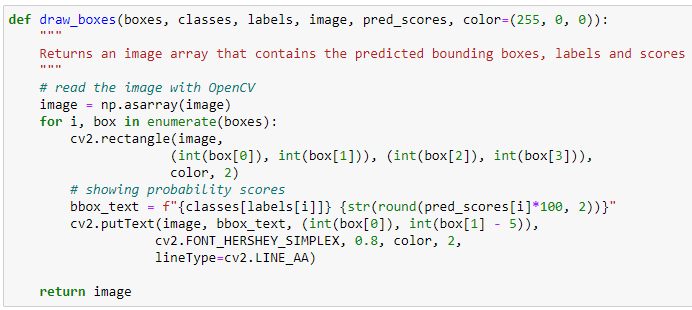 def draw_boxes(boxes, classes, labels, image, pred_scores, color=(255, 0, 0)):
    """
    Returns an image array that contains the predicted bounding boxes, labels and scores
    """
    # read the image with OpenCV
    image = np.asarray(image)
    for i, box in enumerate(boxes):
        cv2.rectangle(image,
                     (int(box[0]), int(box[1])), (int(box[2]), int(box[3])),
                     color, 2)
        # showing probability scores
        bbox_text = f"{classes[labels[i]]} {str(round(pred_scores[i]*100, 2))}"
        cv2.putText(image, bbox_text, (int(box[0]), int(box[1] - 5)),
                   cv2.FONT_HERSHEY_SIMPLEX, 0.8, color, 2,
                   lineType=cv2.LINE_AA)
    return image